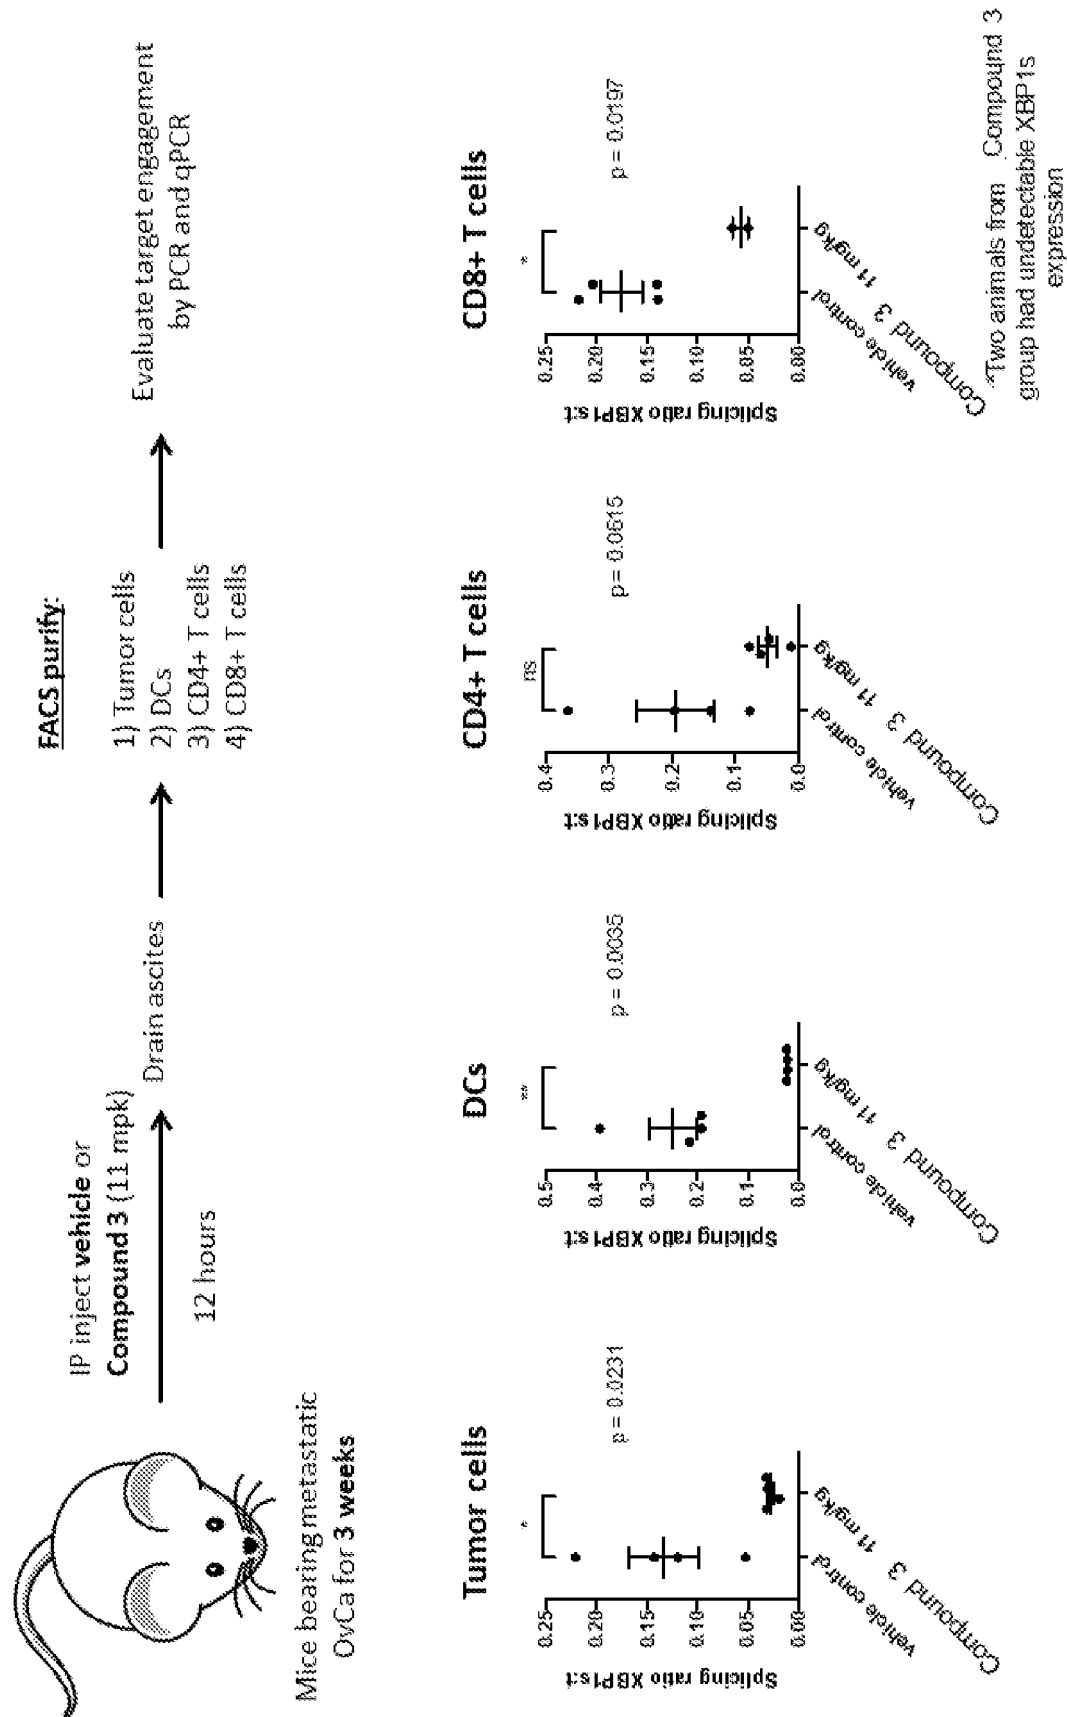 IP inject vehicle or
Compound 3 (11 mpk)
12 hours
Mice bearing metastatic
OvCa for 3 weeks
Drain ascites
FACS purify:
1) Tumor cells
2) DCs
3) CD4+ T cells
4) CD8+ T cells
Evaluate target engagement
by PCR and qPCR
Tumor cells
Splicing ratio XBP1 s:t
0.25
0.20
0.15
0.10
0.05
0.00
*
p = 0.0231
vehicle control
Compound 3 11 mg/kg
DCs
Splicing ratio XBP1 s:t
0.5
0.4
0.3
0.2
0.1
0.0
**
p = 0.0035
vehicle control
Compound 3 11 mg/kg
CD4+ T cells
Splicing ratio XBP1 s:t
0.4
0.3
0.2
0.1
0.0
ns
p = 0.0615
vehicle control
Compound 3 11 mg/kg
CD8+ T cells
Splicing ratio XBP1 s:t
0.25
0.20
0.15
0.10
0.05
0.00
*
p = 0.0197
vehicle control
Compound 3 11 mg/kg
*Two animals from Compound 3
group had undetectable XBP1s
expression